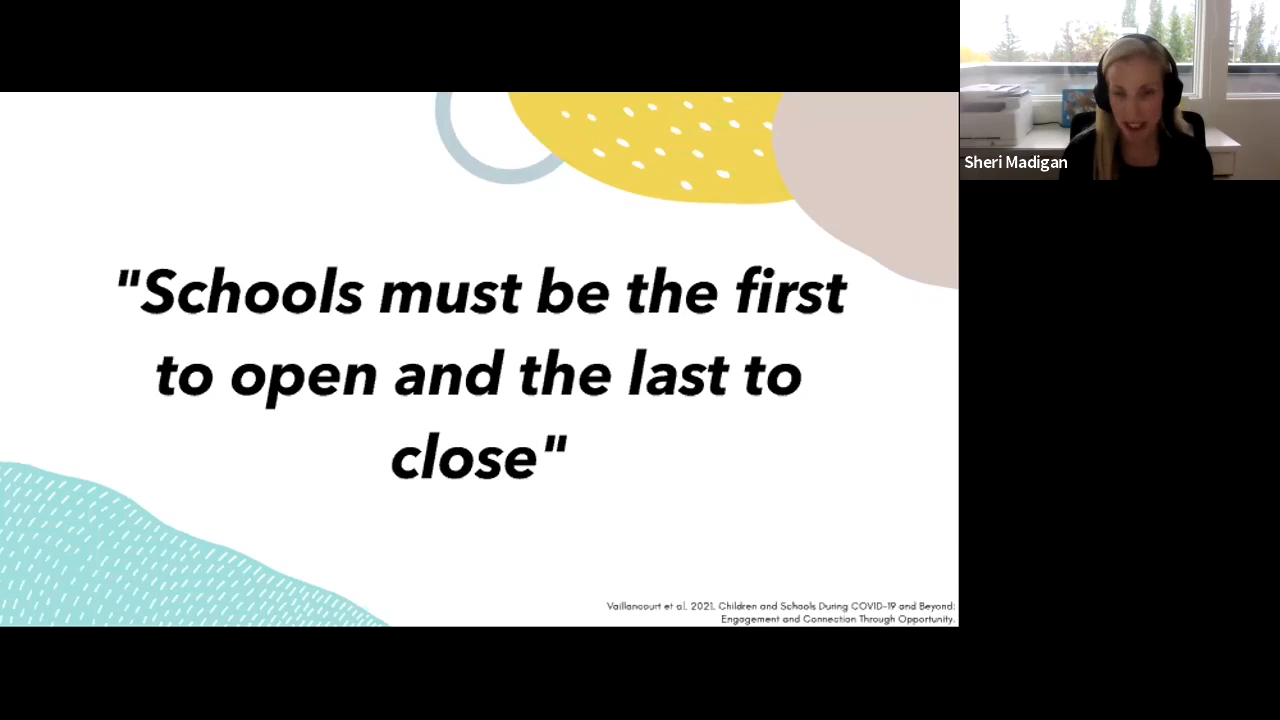 "Schools must be the first
to open and the last to
close"
Vaillancourt et al. 2021. Children and Schools During COVID-19 and Beyond:
Engagement and Connection Through Opportunity.
Sheri Madigan